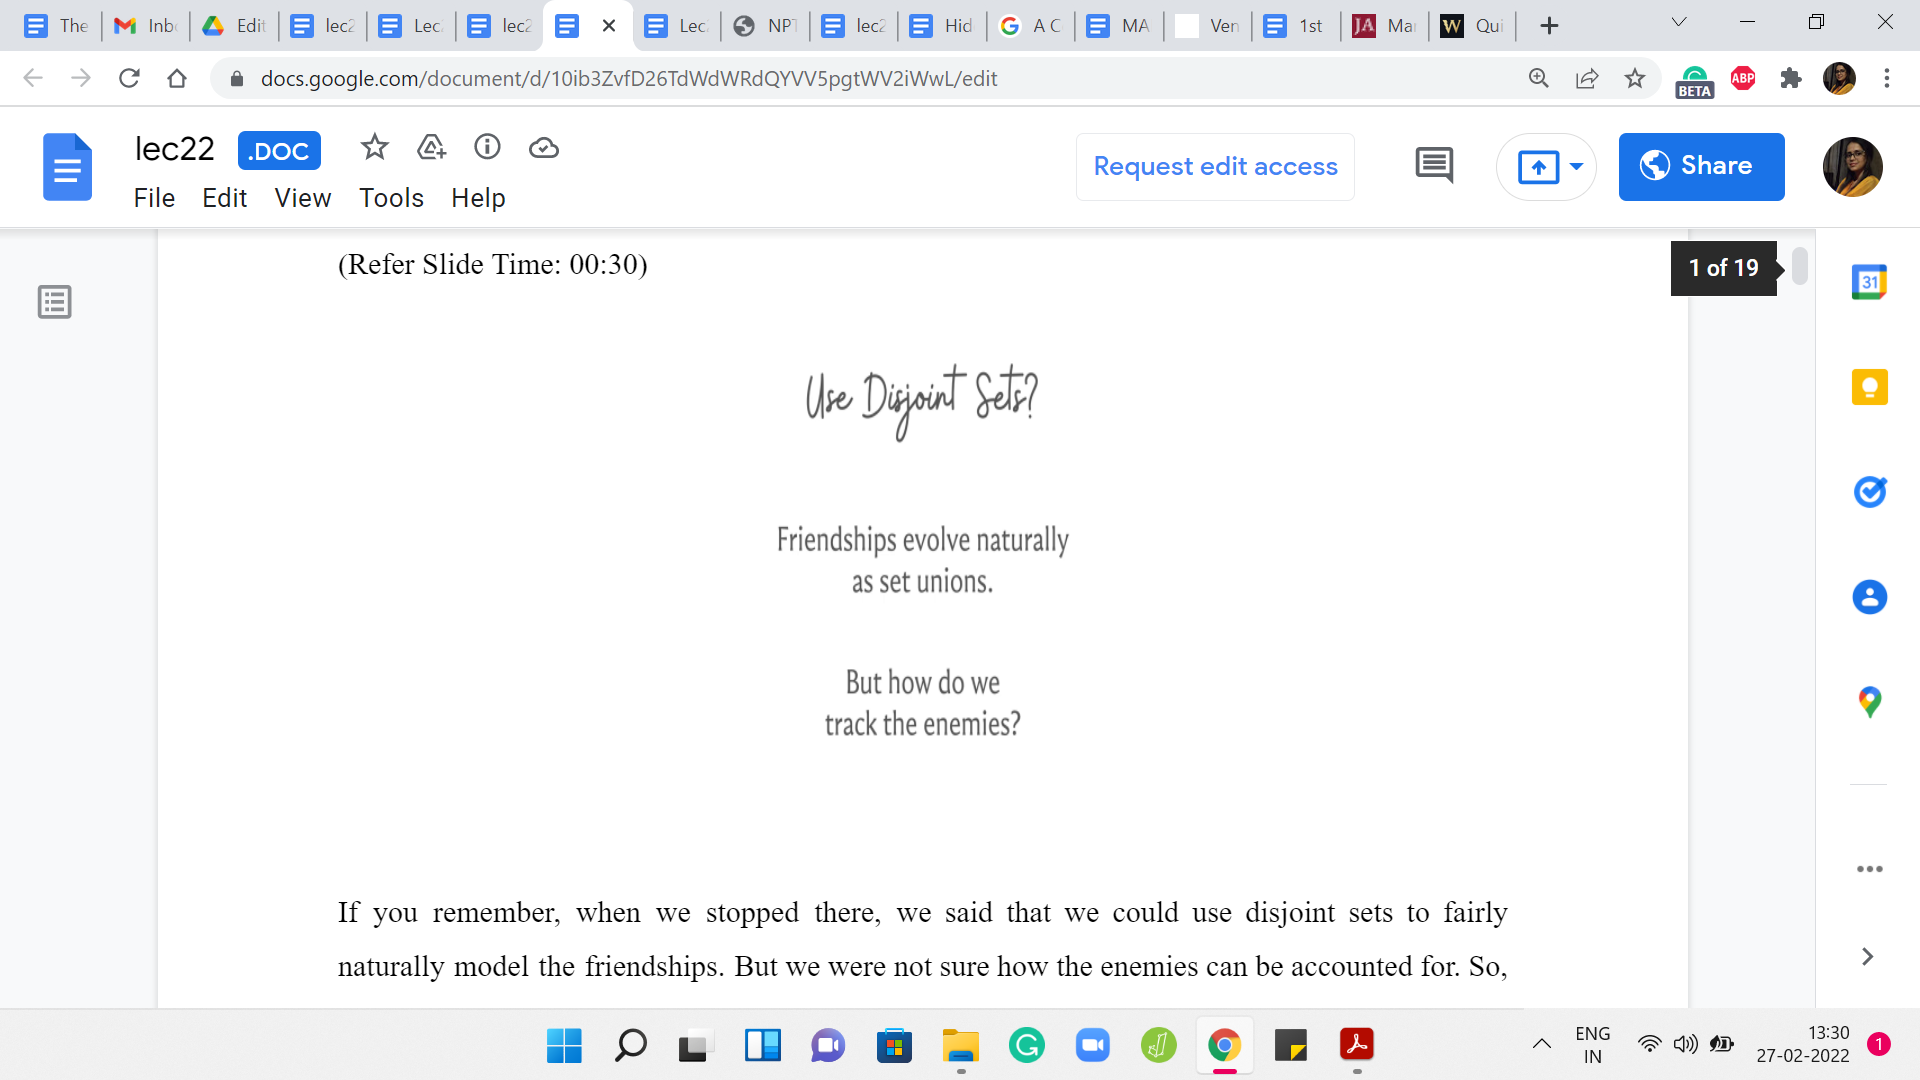 The Inb Edit lec2 Lec lec2 Lec NPT lec2 Hid A C MA Ven 1st Mai Qui
docs.google.com/document/d/10ib3ZvfD26TdWdWRdQYVV5pgtWV2iWwL/edit
ABP
BETA
lec22 .DOC
Request edit access
Share
File Edit View Tools Help
(Refer Slide Time: 00:30)
1 of 19
31
Use Disjoint Sets?
Friendships evolve naturally
as set unions.
But how do we
track the enemies?
If you remember, when we stopped there, we said that we could use disjoint sets to fairly
naturally model the friendships. But we were not sure how the enemies can be accounted for. So,
ENG
IN
13:30
27-02-2022
1